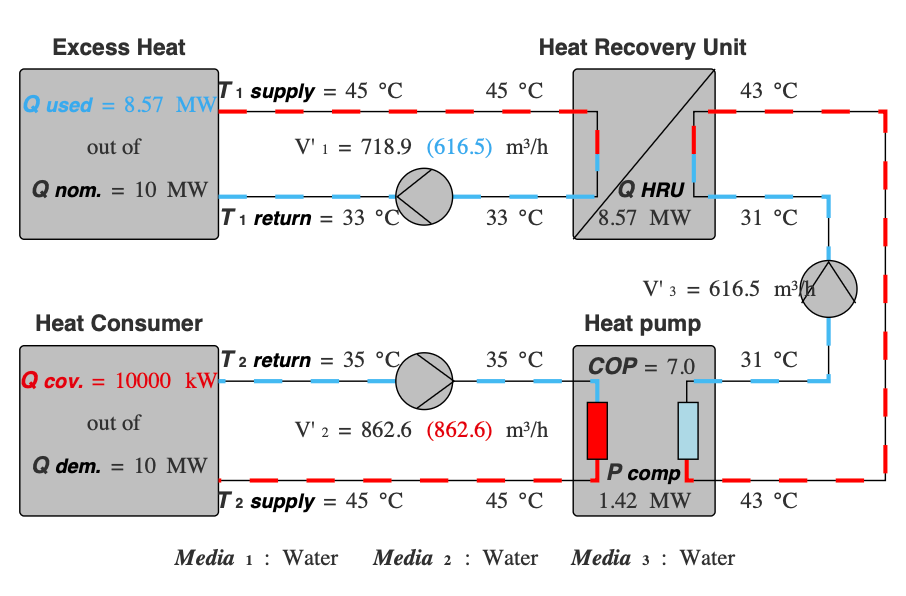 Excess Heat
Heat Recovery Unit
T 1 supply = 45 °C
45 °C
43 °C
Q used = 8.57 MW
out of
Q nom. = 10 MW
V' 1 = 718.9 (616.5) m³/h
Q HRU
8.57 MW
T 1 return = 33 °C
33 °C
31 °C
V' 3 = 616.5 m³/h
Heat Consumer
Heat pump
T 2 return = 35 °C
35 °C
COP = 7.0
31 °C
Q cov. = 10000 kW
out of
Q dem. = 10 MW
V' 2 = 862.6 (862.6) m³/h
P comp
1.42 MW
T 2 supply = 45 °C
45 °C
43 °C
Media 1 : Water Media 2 : Water Media 3 : Water